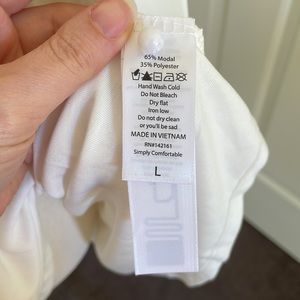 65% Modal
35% Polyester
Hand Wash Cold
Do Not Bleach
Dry flat
Iron low
Do not dry clean
or you'll be sad
MADE IN VIETNAM
RN#142161
Simply Comfortable
L